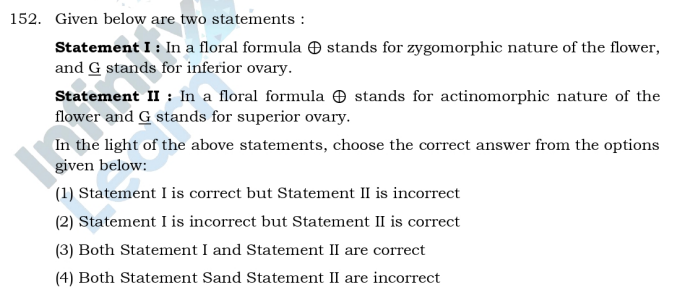 152. Given below are two statements :
Statement I : In a floral formula ⊕ stands for zygomorphic nature of the flower,
and G̲ stands for inferior ovary.
Statement II : In a floral formula ⊕ stands for actinomorphic nature of the
flower and G̲ stands for superior ovary.
In the light of the above statements, choose the correct answer from the options
given below:
(1) Statement I is correct but Statement II is incorrect
(2) Statement I is incorrect but Statement II is correct
(3) Both Statement I and Statement II are correct
(4) Both Statement Sand Statement II are incorrect
Infinity
Learn